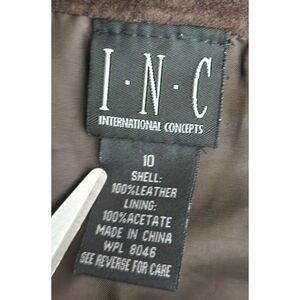 I·N·C
INTERNATIONAL CONCEPTS
10
SHELL:
100%LEATHER
LINING:
100%ACETATE
MADE IN CHINA
WPL 8046
SEE REVERSE FOR CARE